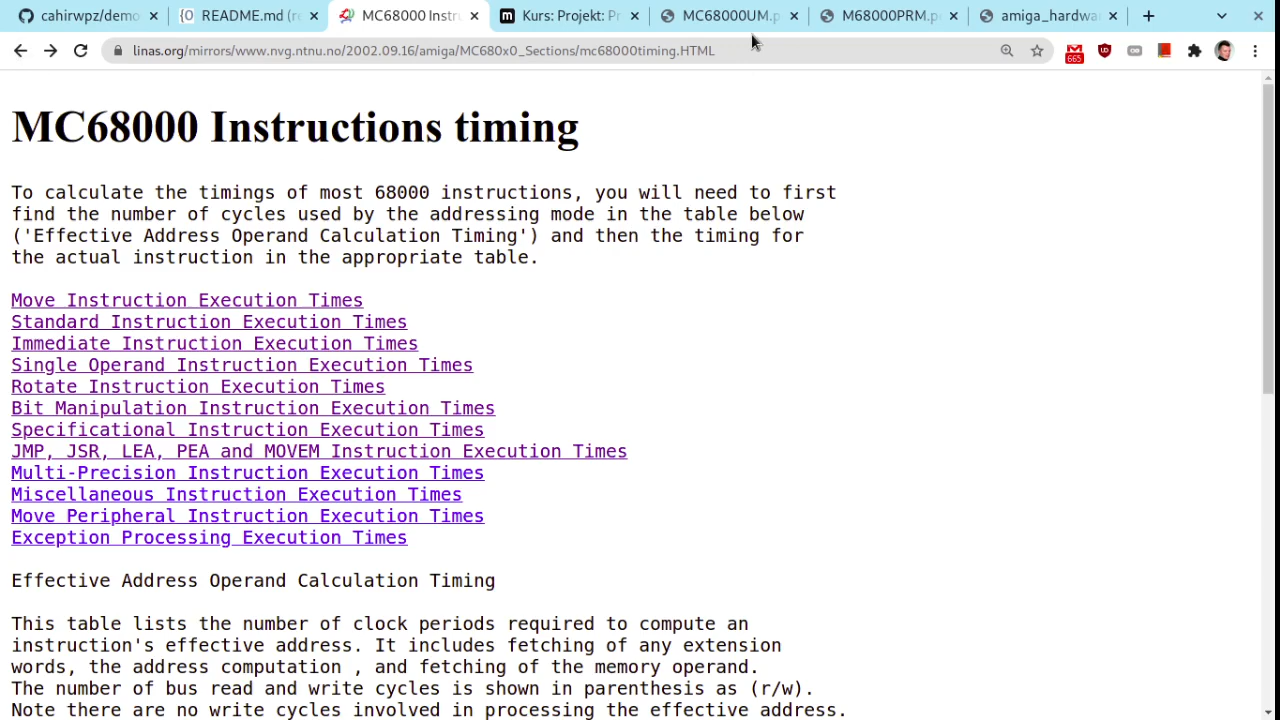 cahirwpz/demo
README.md (re
MC68000 Instru
Kurs: Projekt: Pr
MC68000UM.p
M68000PRM.p
amiga_hardwa
linas.org/mirrors/www.nvg.ntnu.no/2002.09.16/amiga/MC680x0_Sections/mc68000timing.HTML
665
MC68000 Instructions timing
To calculate the timings of most 68000 instructions, you will need to first
find the number of cycles used by the addressing mode in the table below
('Effective Address Operand Calculation Timing') and then the timing for
the actual instruction in the appropriate table.
Move Instruction Execution Times
Standard Instruction Execution Times
Immediate Instruction Execution Times
Single Operand Instruction Execution Times
Rotate Instruction Execution Times
Bit Manipulation Instruction Execution Times
Specificational Instruction Execution Times
JMP, JSR, LEA, PEA and MOVEM Instruction Execution Times
Multi-Precision Instruction Execution Times
Miscellaneous Instruction Execution Times
Move Peripheral Instruction Execution Times
Exception Processing Execution Times
Effective Address Operand Calculation Timing
This table lists the number of clock periods required to compute an
instruction's effective address. It includes fetching of any extension
words, the address computation , and fetching of the memory operand.
The number of bus read and write cycles is shown in parenthesis as (r/w).
Note there are no write cycles involved in processing the effective address.